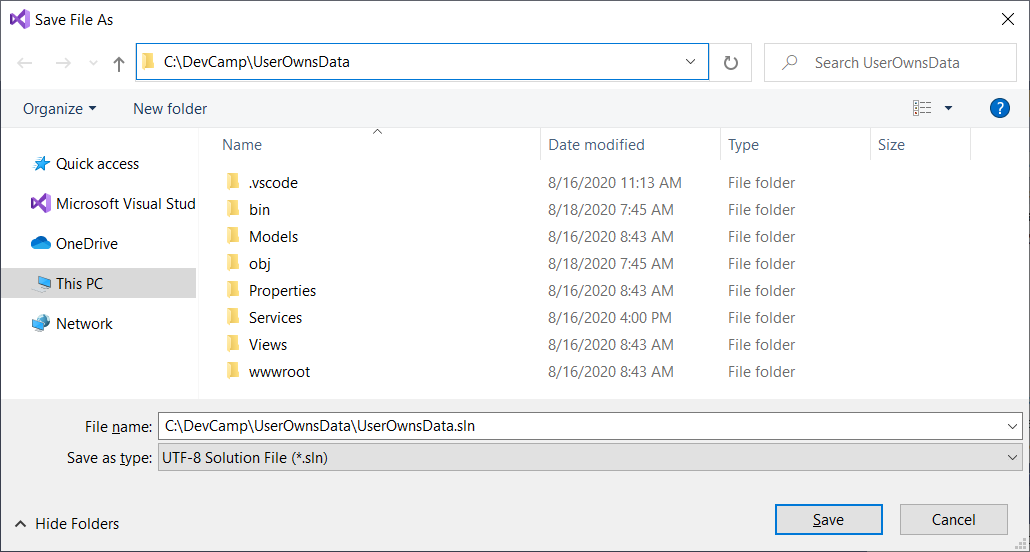 Save File As
C:\DevCamp\UserOwnsData
Search UserOwnsData
Organize
New folder
?
Name Date modified Type Size
Quick access
Microsoft Visual Stud
OneDrive
This PC
Network
.vscode 8/16/2020 11:13 AM File folder
bin 8/18/2020 7:45 AM File folder
Models 8/16/2020 8:43 AM File folder
obj 8/18/2020 7:45 AM File folder
Properties 8/16/2020 8:43 AM File folder
Services 8/16/2020 4:00 PM File folder
Views 8/16/2020 8:43 AM File folder
wwwroot 8/16/2020 8:43 AM File folder
File name: C:\DevCamp\UserOwnsData\UserOwnsData.sln
Save as type: UTF-8 Solution File (*.sln)
Hide Folders
Save
Cancel